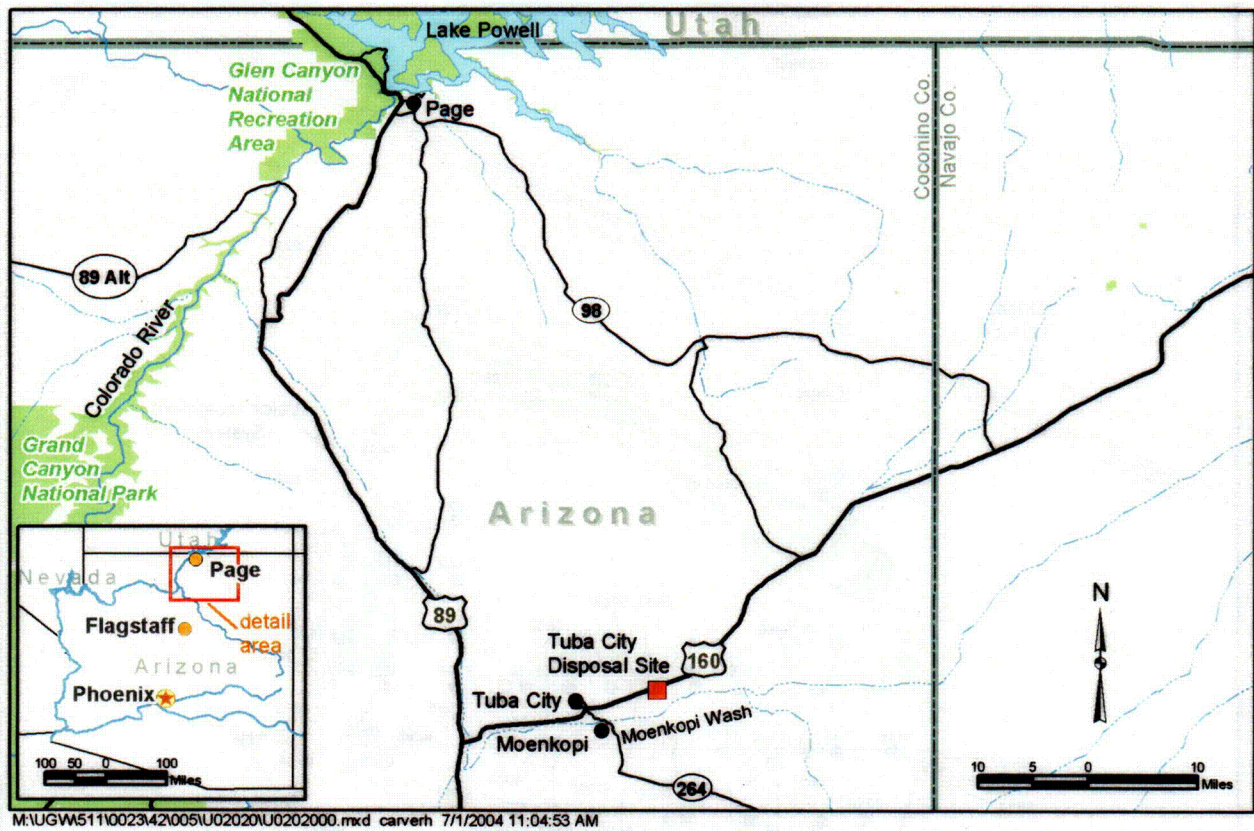 Utah
Lake Powell
Glen Canyon
National
Recreation
Area
Page
Coconino Co.
Navajo Co.
89 Alt
98
Colorado River
Grand
Canyon
National Park
Arizona
Utah
Nevada
Page
Flagstaff
detail
area
Arizona
Phoenix
100 50 0 100
Miles
89
Tuba City
Disposal Site
160
Tuba City
Moenkopi Wash
Moenkopi
264
N
10 5 0 10
Miles
M:\UGW\511\0023\42\005\U02020\U0202000.mxd carverh 7/1/2004 11:04:53 AM